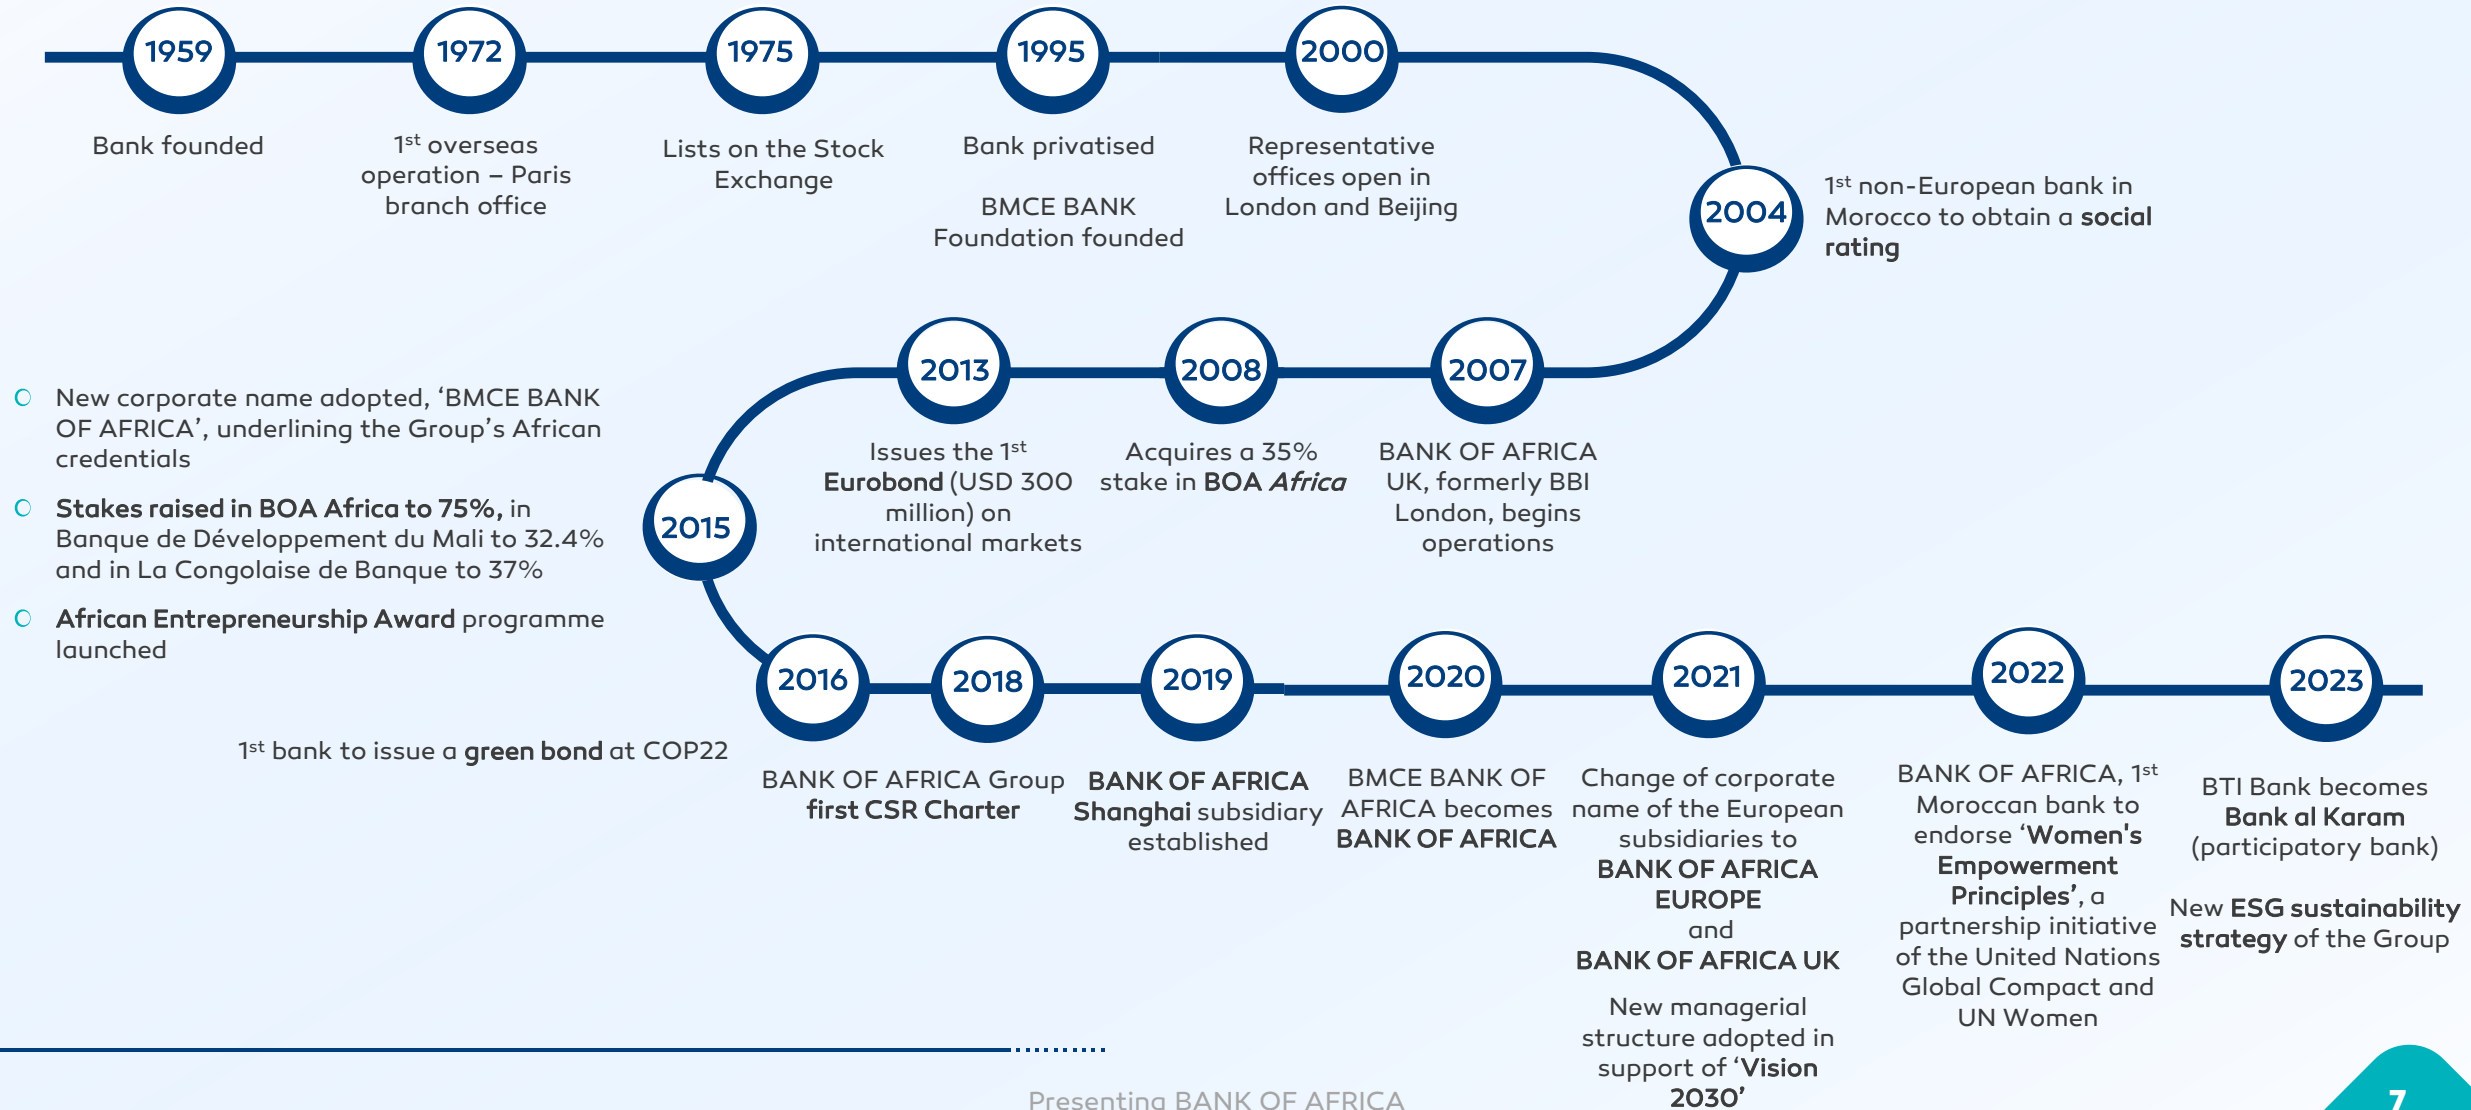 1959
Bank founded
1972
1st overseas
operation – Paris
branch office
1975
Lists on the Stock
Exchange
1995
Bank privatised
BMCE BANK
Foundation founded
2000
Representative
offices open in
London and Beijing
2004
1st non-European bank in
Morocco to obtain a social
rating
2007
BANK OF AFRICA
UK, formerly BBI
London, begins
operations
2008
Acquires a 35%
stake in BOA Africa
2013
Issues the 1st
Eurobond (USD 300
million) on
international markets
2015
New corporate name adopted, ‘BMCE BANK
OF AFRICA’, underlining the Group’s African
credentials
Stakes raised in BOA Africa to 75%, in
Banque de Développement du Mali to 32.4%
and in La Congolaise de Banque to 37%
African Entrepreneurship Award programme
launched
2016
1st bank to issue a green bond at COP22
2018
BANK OF AFRICA Group
first CSR Charter
2019
BANK OF AFRICA
Shanghai subsidiary
established
2020
BMCE BANK OF
AFRICA becomes
BANK OF AFRICA
2021
Change of corporate
name of the European
subsidiaries to
BANK OF AFRICA
EUROPE
and
BANK OF AFRICA UK
New managerial
structure adopted in
support of ‘Vision
2030’
2022
BANK OF AFRICA, 1st
Moroccan bank to
endorse ‘Women's
Empowerment
Principles’, a
partnership initiative
of the United Nations
Global Compact and
UN Women
2023
BTI Bank becomes
Bank al Karam
(participatory bank)
New ESG sustainability
strategy of the Group
Presenting BANK OF AFRICA
7